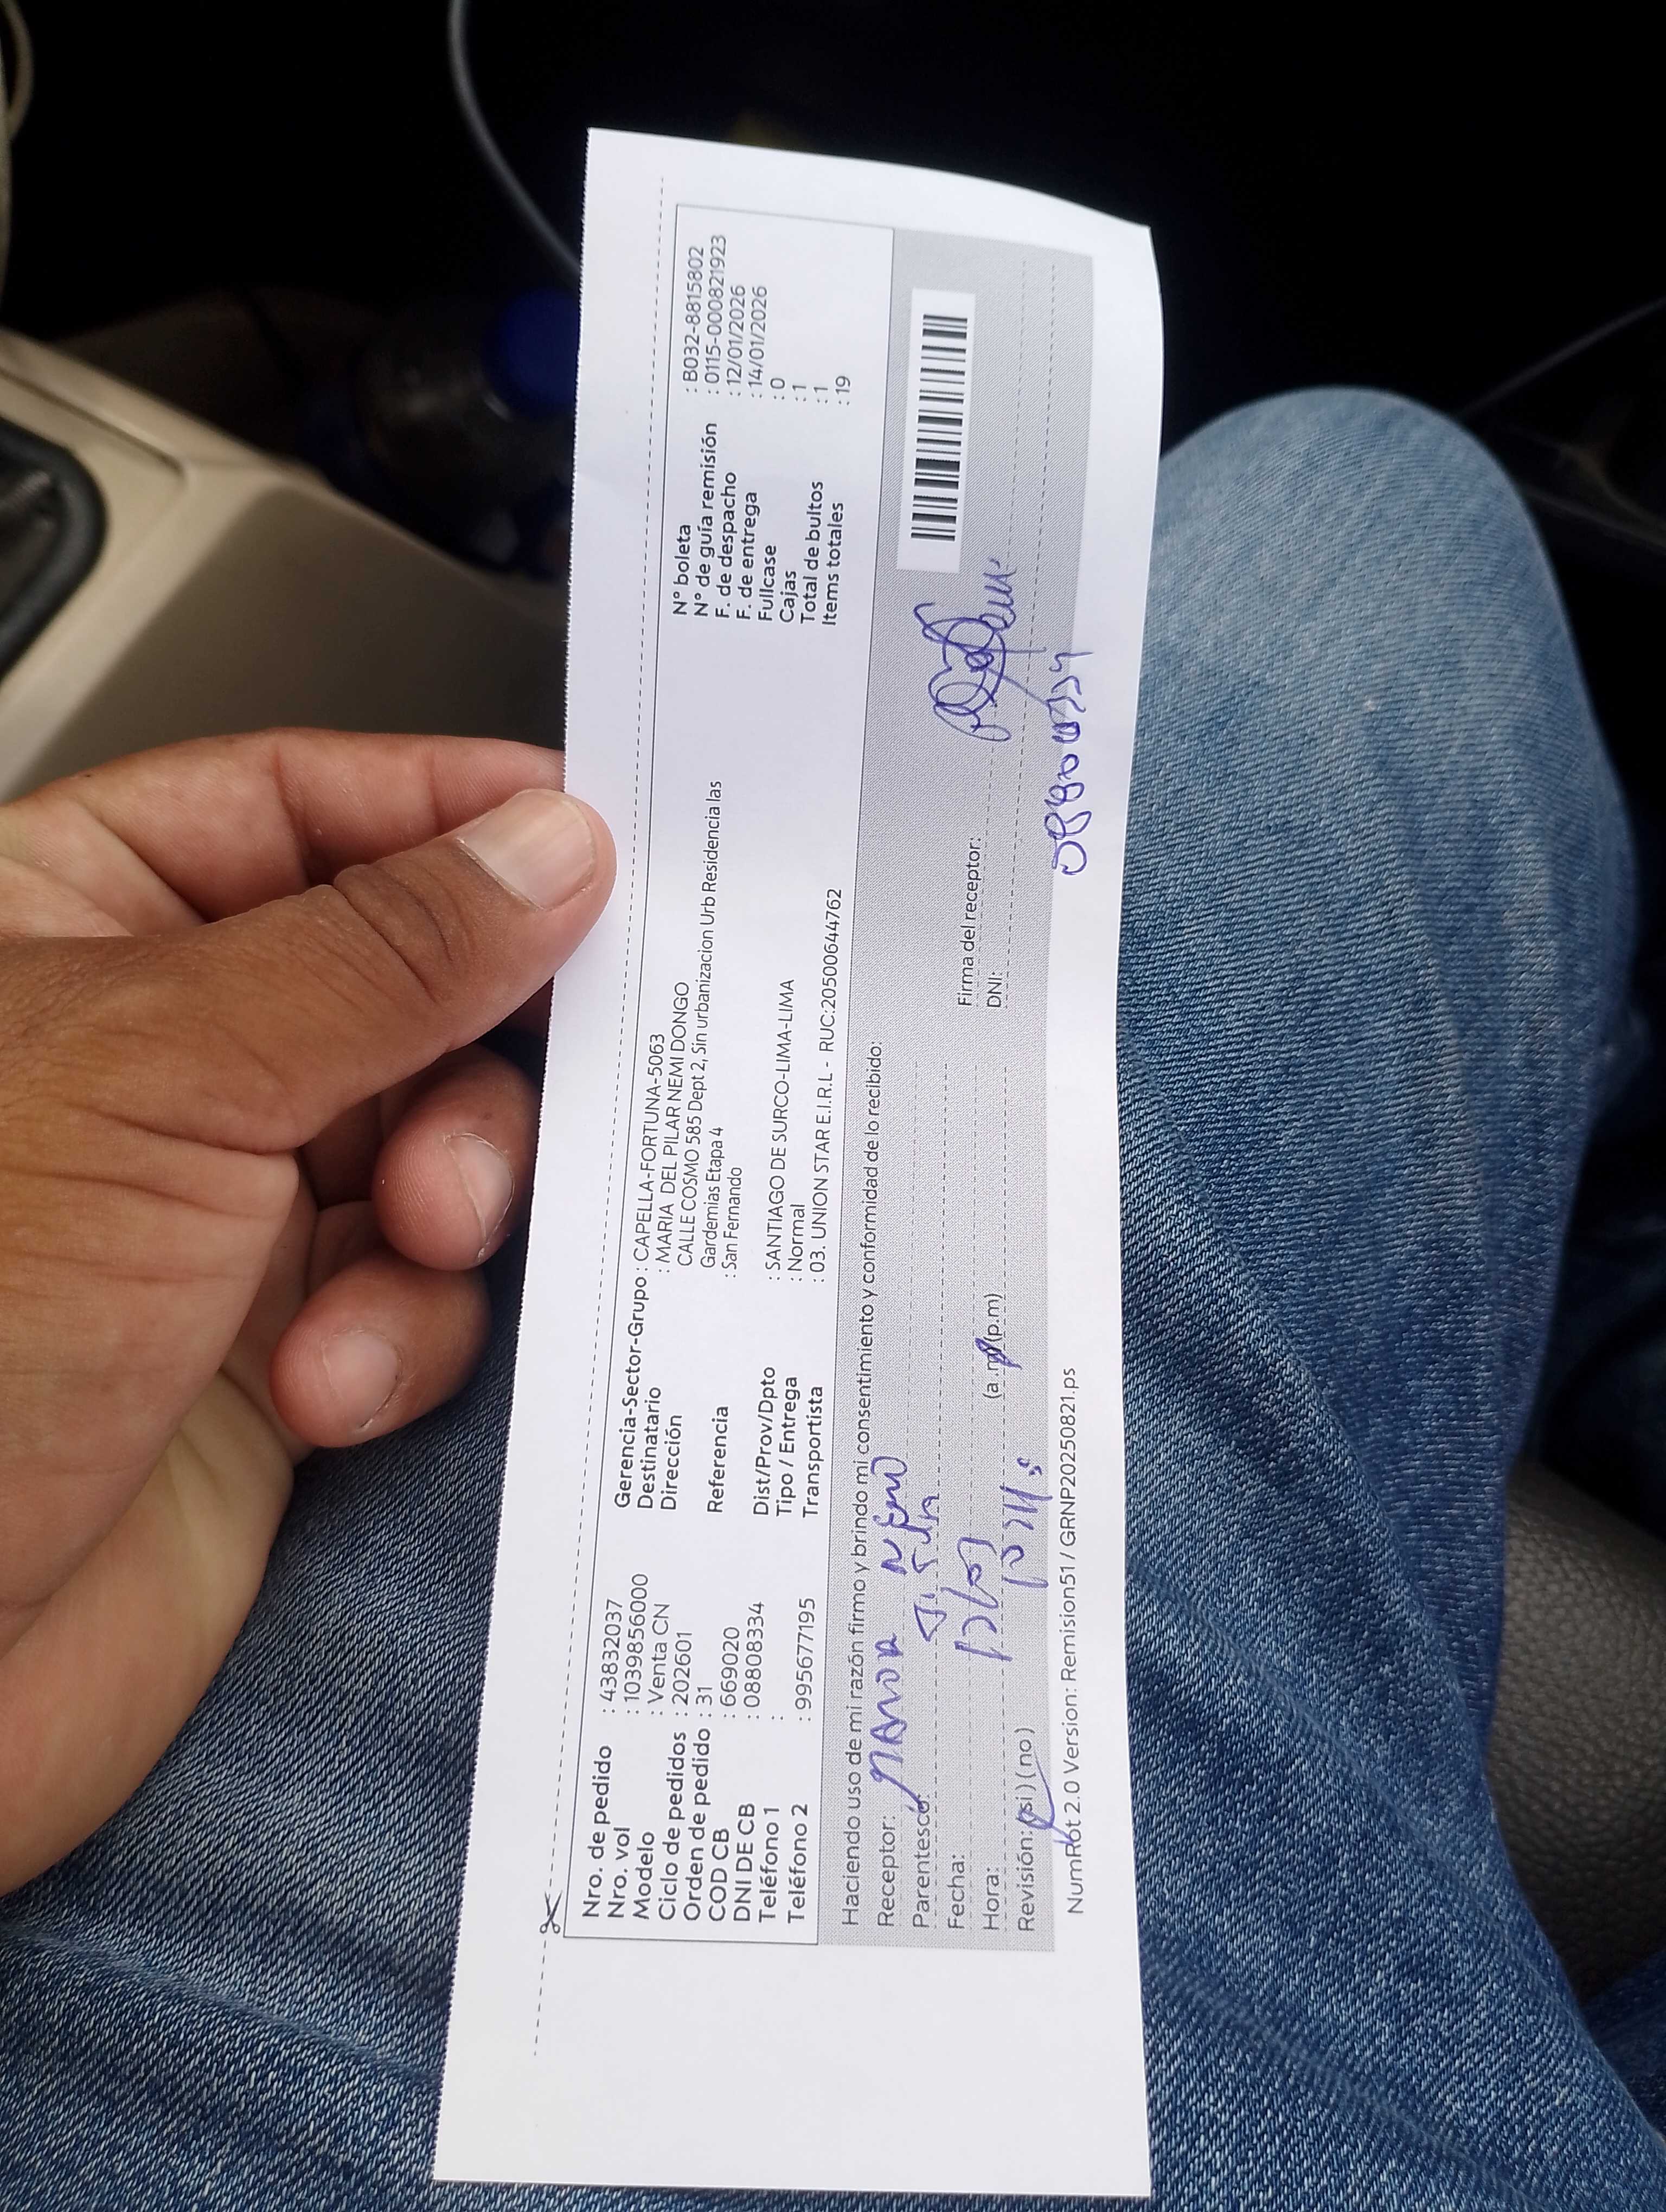 Nro. de pedido : 43832037
Nro. vol : 10398560000
Modelo : Venta CN
Ciclo de pedidos : 202601
Orden de pedido : 31
COD CB : 669020
DNI DE CB : 08808334
Teléfono 1 :
Teléfono 2 : 995677195
Gerencia-Sector-Grupo : CAPELLA-FORTUNA-5063
Destinatario : MARIA DEL PILAR NEMI DONGO
Dirección CALLE COSMO 585 Dept 2, Sin urbanizacion Urb Residencia las
Gardemias Etapa 4
Referencia : San Fernando
Dist/Prov/Dpto : SANTIAGO DE SURCO-LIMA-LIMA
Tipo / Entrega : Normal
Transportista : 03. UNION STAR E.I.R.L - RUC:20500644762
N° boleta : B032-8815802
N° de guía remisión : 0115-000821923
F. de despacho : 12/01/2026
F. de entrega : 14/01/2026
Fullcase : 0
Cajas : 1
Total de bultos : 1
Items totales : 19
Haciendo uso de mi razón firmo y brindo mi consentimiento y conformidad de lo recibido:
Receptor:
Parentesco:
Fecha:
Hora: (a.m) (p.m)
Revisión: (si) (no)
Firma del receptor:
DNI:
NumRot 2.0 Version: Remision51 / GRNP20250821.ps